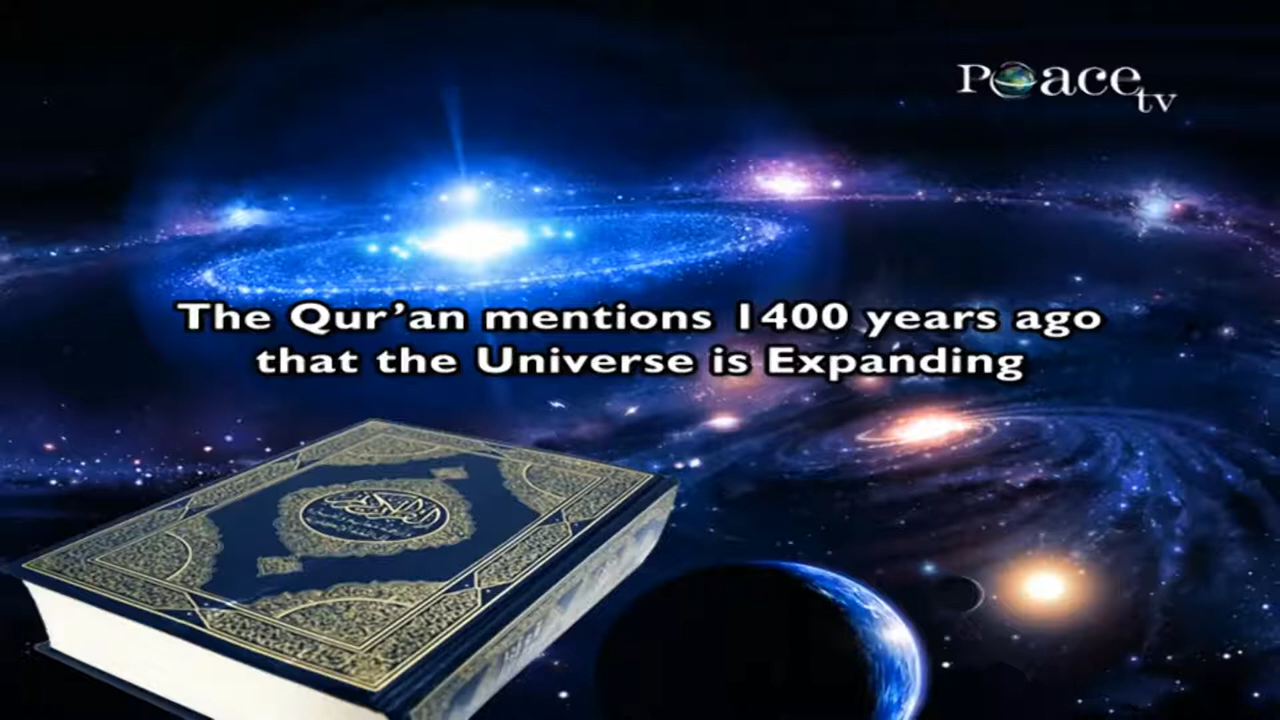 Peace tv
The Qur’an mentions 1400 years ago
that the Universe is Expanding